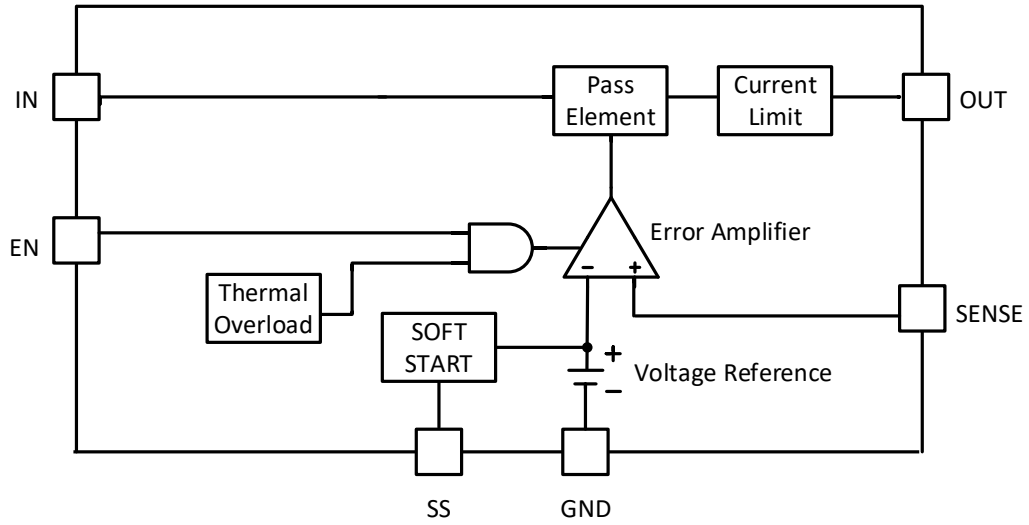 IN
Pass
Element
Current
Limit
OUT
EN
Error Amplifier
− +
Thermal
Overload
SENSE
SOFT
START
+
Voltage Reference
−
SS
GND